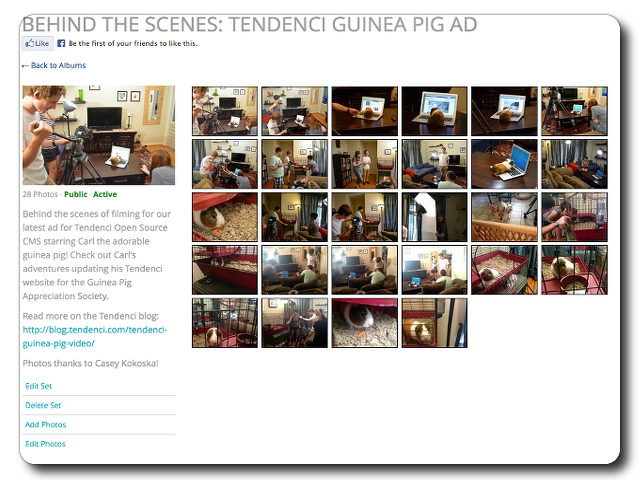 BEHIND THE SCENES: TENDENCI GUINEA PIG AD
Like Be the first of your friends to like this.
← Back to Albums
28 Photos · Public · Active
Behind the scenes of filming for our
latest ad for Tendenci Open Source
CMS starring Carl the adorable
guinea pig! Check out Carl's
adventures updating his Tendenci
website for the Guinea Pig
Appreciation Society.
Read more on the Tendenci blog:
http://blog.tendenci.com/tendenci-
guinea-pig-video/
Photos thanks to Casey Kokoska!
Edit Set
Delete Set
Add Photos
Edit Photos